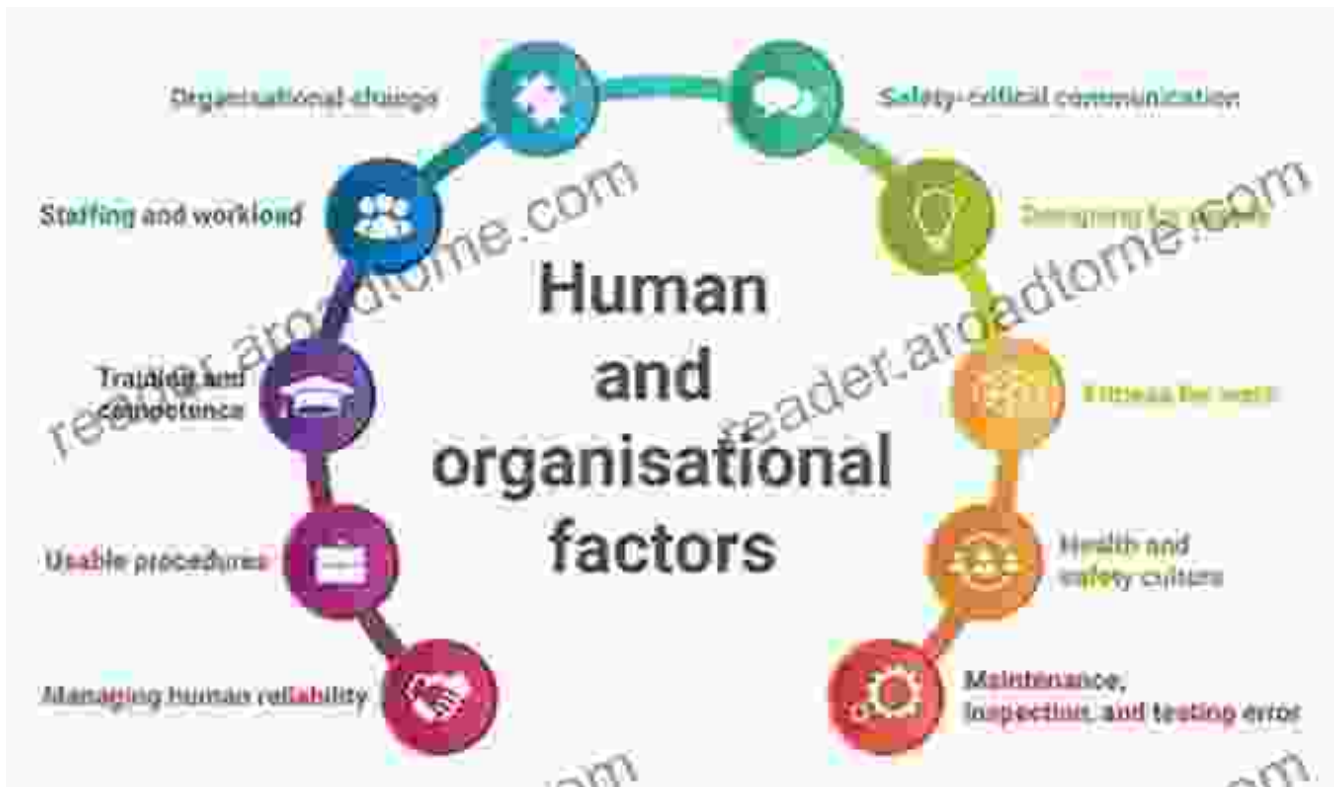 Organisational change
Safety-critical communication
Staffing and workload
Designing for
Human
and
organisational
factors
Training and
competence
Fitness for work
Usable procedures
Health and
safety culture
Managing human reliability
Maintenance,
inspection, and testing error
reader.aroadtome.com
reader.aroadtome.com